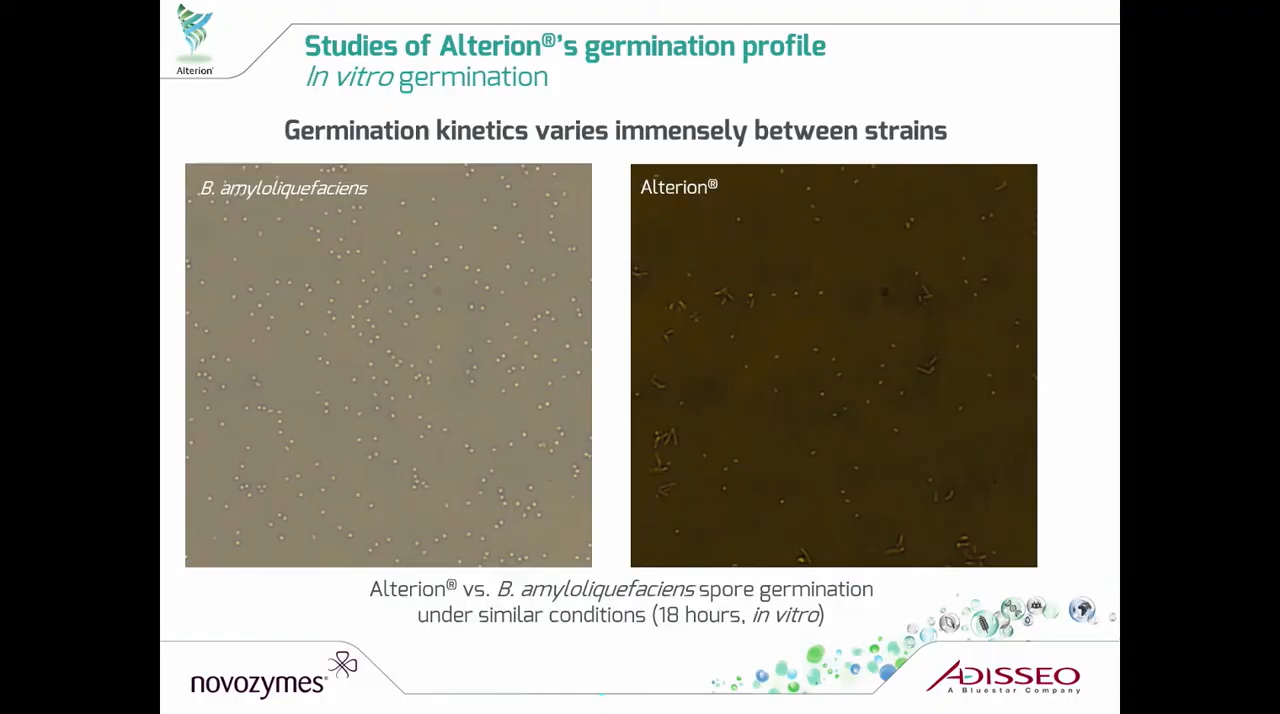 Alterion®
Studies of Alterion®'s germination profile
In vitro germination
Germination kinetics varies immensely between strains
B. amyloliquefaciens
Alterion®
Alterion® vs. B. amyloliquefaciens spore germination
under similar conditions (18 hours, in vitro)
novozymes®
ADISSEO
A Bluestar Company